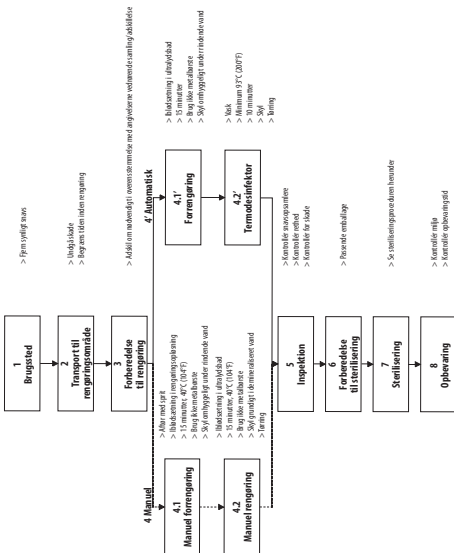 1
Brugssted
> Fjern synligt snavs
2
Transport til
rengøringsområde
> Undgå skade
> Begræns tiden inden rengøring
3
Forberedelse
til rengøring
> Adskil om nødvendigt i overensstemmelse med angivelserne vedrørende samling/adskillelse
4 Manuel
4.1
Manuel forrengøring
> Aftør med sprit
> Iblødsætning i rengøringsopløsning
> 15 minutter, 40°C (104°F)
> Brug ikke metalbørste
> Skyl omhyggeligt under rindende vand
4.2
Manuel rengøring
> Iblødsætning i ultralydsbad
> 15 minutter, 40°C (104°F)
> Brug ikke metalbørste
> Skyl grundigt i demineraliseret vand
> Tørring
4' Automatisk
4.1'
Forrengøring
> Iblødsætning i ultralydsbad
> 15 minutter
> Brug ikke metalbørste
> Skyl omhyggeligt under rindende vand
4.2'
Termodesinfektor
> Vask
> Minimum 93°C (200°F)
> 10 minutter
> Skyl
> Tørring
5
Inspektion
> Kontrollér snavsopsamlere
> Kontrollér rethed
> Kontrollér for skade
6
Forberedelse
til sterilisering
> Passende emballage
7
Sterilisering
> Se steriliseringsproceduren herunder
8
Opbevaring
> Kontrollér miljø
> Kontrollér opbevaringstid